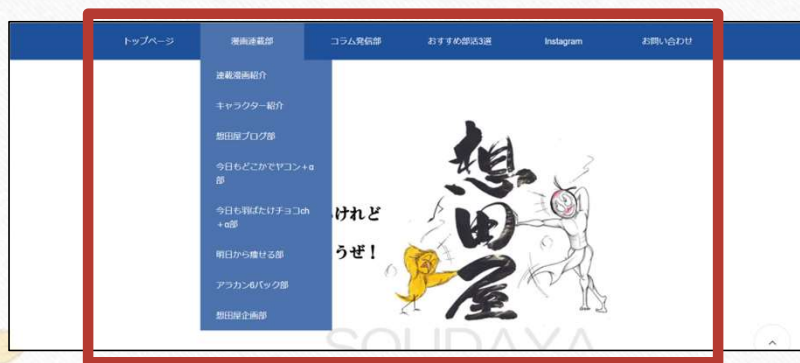 トップページ
漫画連載部
コラム発信部
おすすめ部活3選
Instagram
お問い合わせ
連載漫画紹介
キャラクター紹介
想田屋ブログ部
今日もどこかでヤコン+α
部
今日も羽ばたけチョコch
+α部
明日から痩せる部
アラカン6パック部
想田屋企画部
けれど
うぜ！
想田屋
SOUDAYA